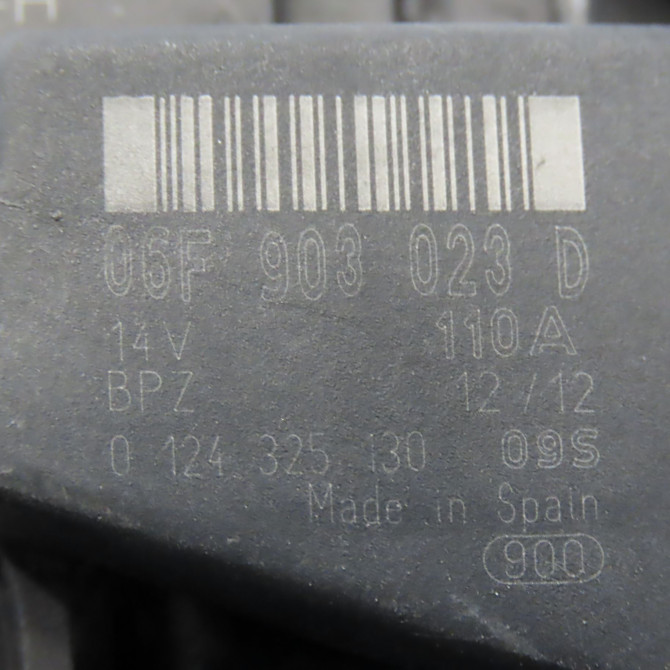 06F 903 023 D
14V 110A
BPZ 12/12
0 124 325 130 09S
Made in Spain
900